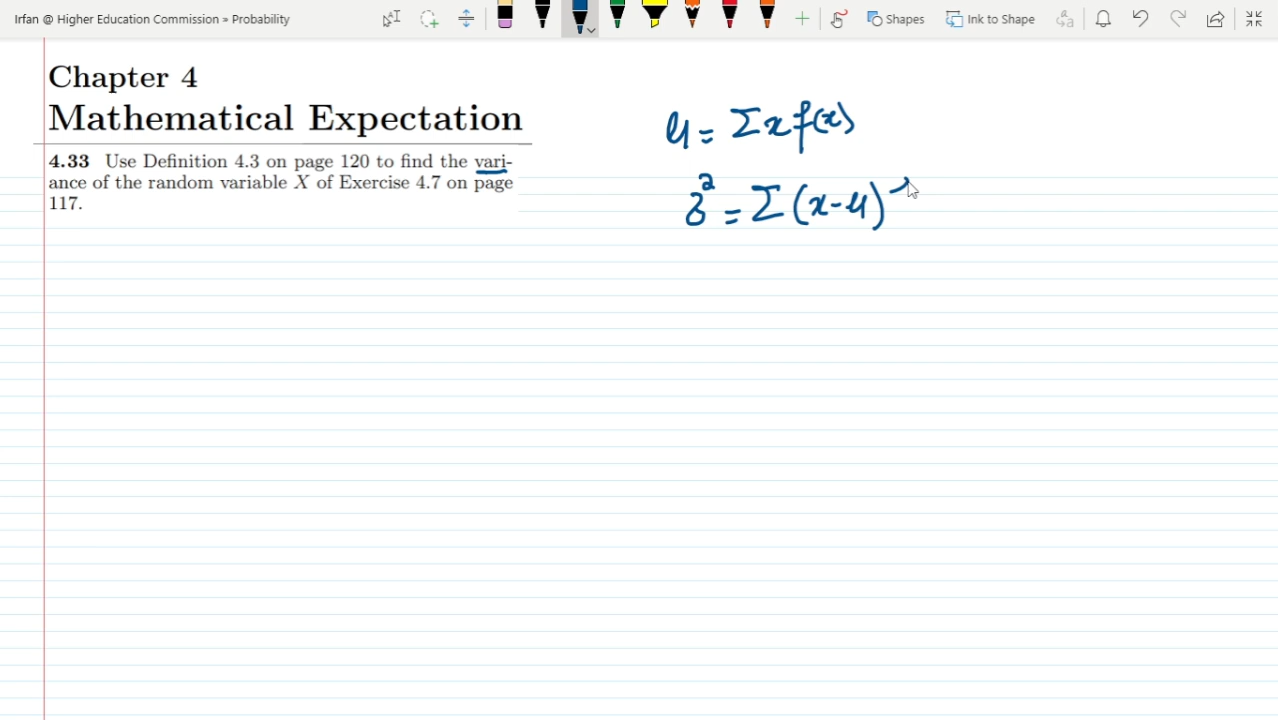 Irfan @ Higher Education Commission » Probability
Shapes
Ink to Shape
Chapter 4
Mathematical Expectation
4.33 Use Definition 4.3 on page 120 to find the vari-
ance of the random variable X of Exercise 4.7 on page
117.
μ = Σ x f(x)
σ² = Σ (x-μ)